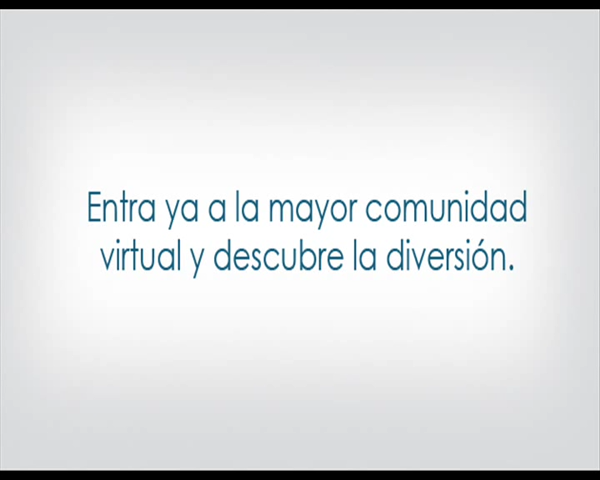 Entra ya a la mayor comunidad
virtual y descubre la diversión.